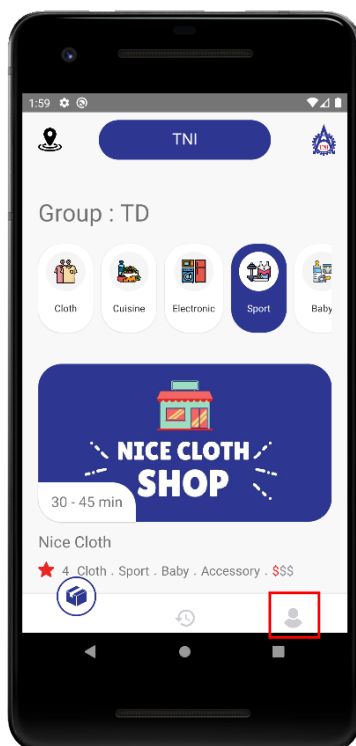 1:59
TNI
TNI
Group : TD
Cloth
Cuisine
Electronic
Sport
Baby
NICE CLOTH
SHOP
30 - 45 min
Nice Cloth
4 Cloth . Sport . Baby . Accessory . $$$